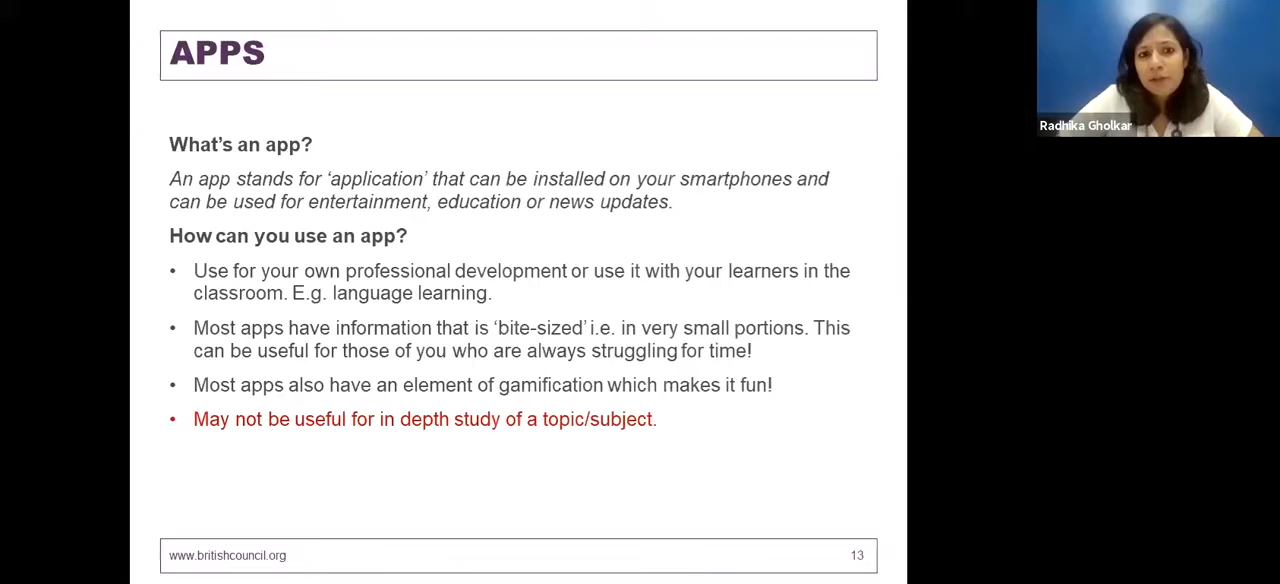 APPS
Radhika Gholkar
What's an app?
An app stands for 'application' that can be installed on your smartphones and
can be used for entertainment, education or news updates.
How can you use an app?
• Use for your own professional development or use it with your learners in the
classroom. E.g. language learning.
• Most apps have information that is 'bite-sized' i.e. in very small portions. This
can be useful for those of you who are always struggling for time!
• Most apps also have an element of gamification which makes it fun!
• May not be useful for in depth study of a topic/subject.
www.britishcouncil.org 13